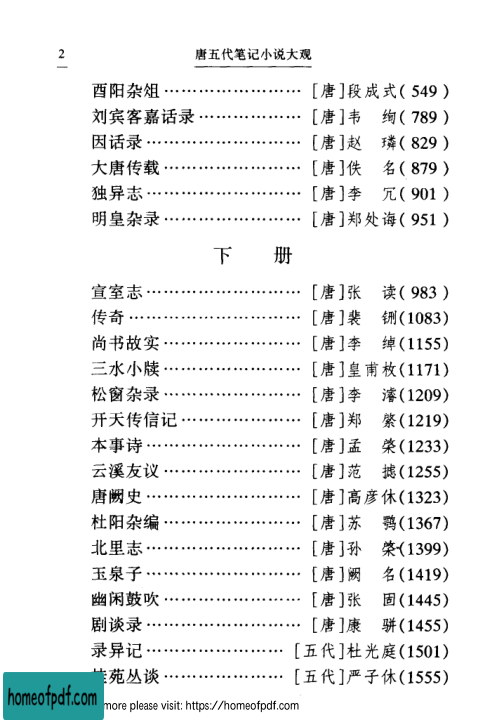 2 唐五代笔记小说大观
酉阳杂俎……………………[唐]段成式(549)
刘宾客嘉话录………………[唐]韦 绚(789)
因话录………………………[唐]赵 璘(829)
大唐传载……………………[唐]佚 名(879)
独异志………………………[唐]李 冗(901)
明皇杂录……………………[唐]郑处诲(951)
下 册
宣室志………………………[唐]张 读(983)
传奇…………………………[唐]裴 铏(1083)
尚书故实……………………[唐]李 绰(1155)
三水小牍……………………[唐]皇甫枚(1171)
松窗杂录……………………[唐]李 濬(1209)
开天传信记…………………[唐]郑 綮(1219)
本事诗………………………[唐]孟 棨(1233)
云溪友议……………………[唐]范 摅(1255)
唐阙史………………………[唐]高彦休(1323)
杜阳杂编……………………[唐]苏 鹗(1367)
北里志………………………[唐]孙 棨(1399)
玉泉子………………………[唐]阙 名(1419)
幽闲鼓吹……………………[唐]张 固(1445)
剧谈录………………………[唐]康 骈(1455)
录异记……………………[五代]杜光庭(1501)
苑丛谈…………………[五代]严子休(1555)
homeofpdf.com
more please visit: https://homeofpdf.com